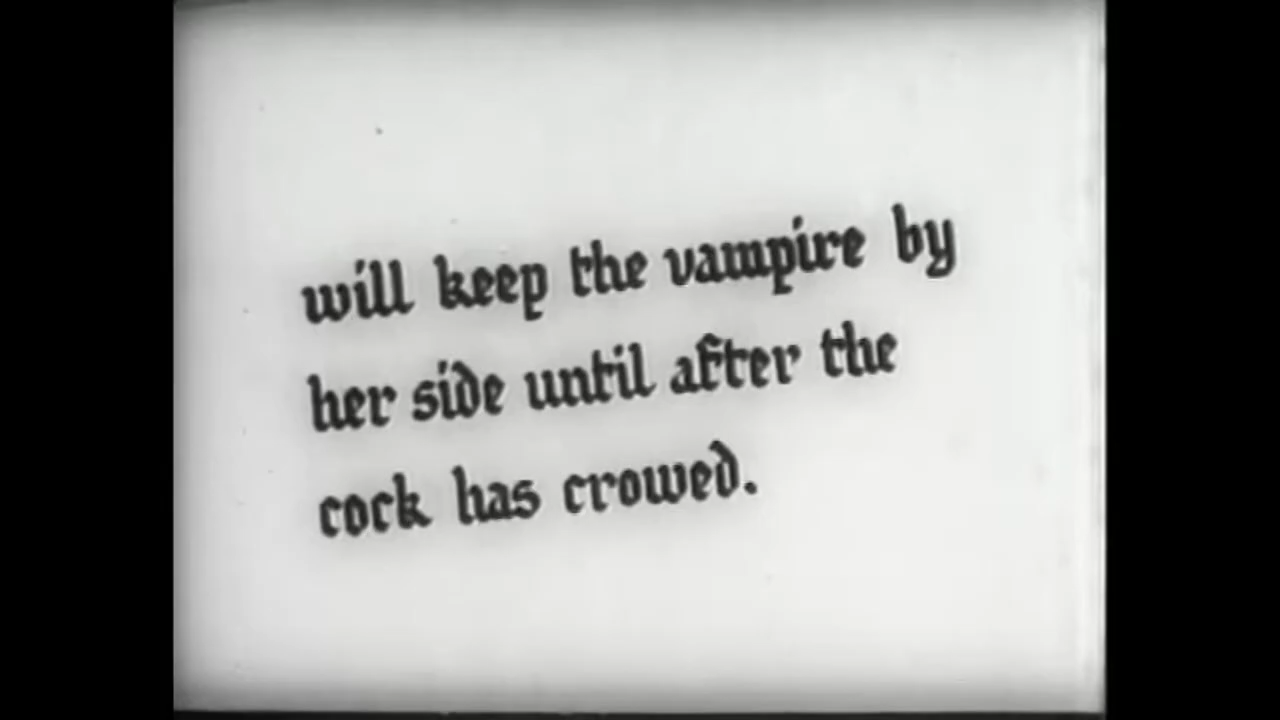 will keep the vampire by
her side until after the
cock has crowed.